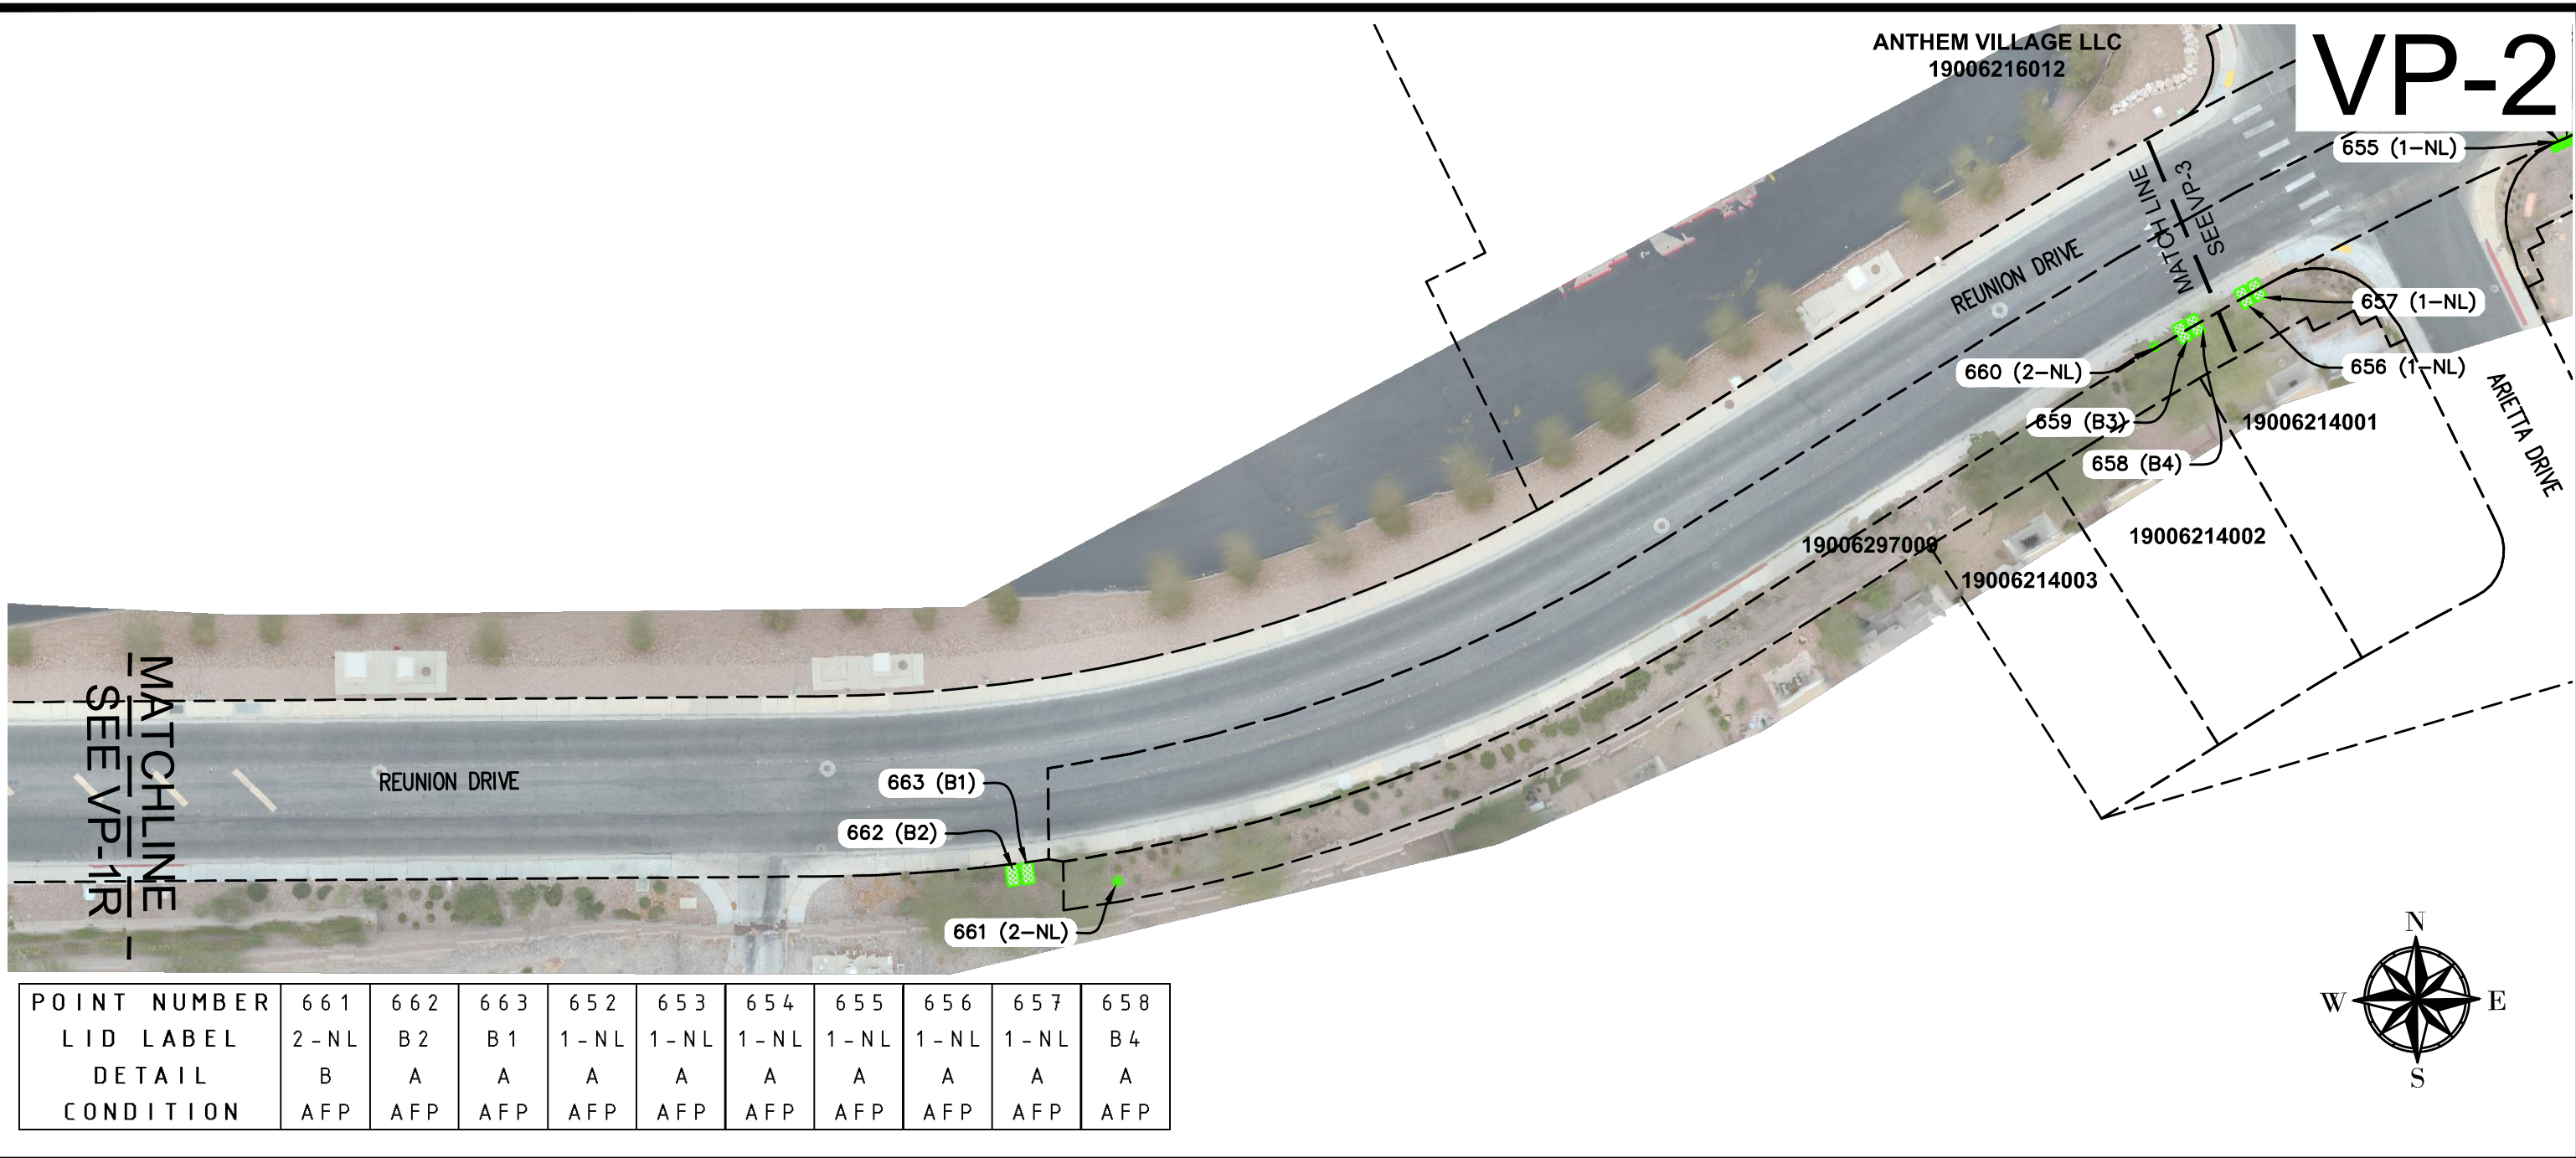 ANTHEM VILLAGE LLC
19006216012
VP-2
655 (1-NL)
MATCH LINE
SEE VP-3
REUNION DRIVE
657 (1-NL)
660 (2-NL)
656 (1-NL)
659 (B3)
19006214001
ARIETTA DRIVE
658 (B4)
19006214002
19006297009
19006214003
MATCHLINE
SEE VP-1R
REUNION DRIVE
663 (B1)
662 (B2)
661 (2-NL)
N
W E
S
POINT NUMBER 661 662 663 652 653 654 655 656 657 658
LID LABEL 2-NL B2 B1 1-NL 1-NL 1-NL 1-NL 1-NL 1-NL B4
DETAIL B A A A A A A A A A
CONDITION AFP AFP AFP AFP AFP AFP AFP AFP AFP AFP